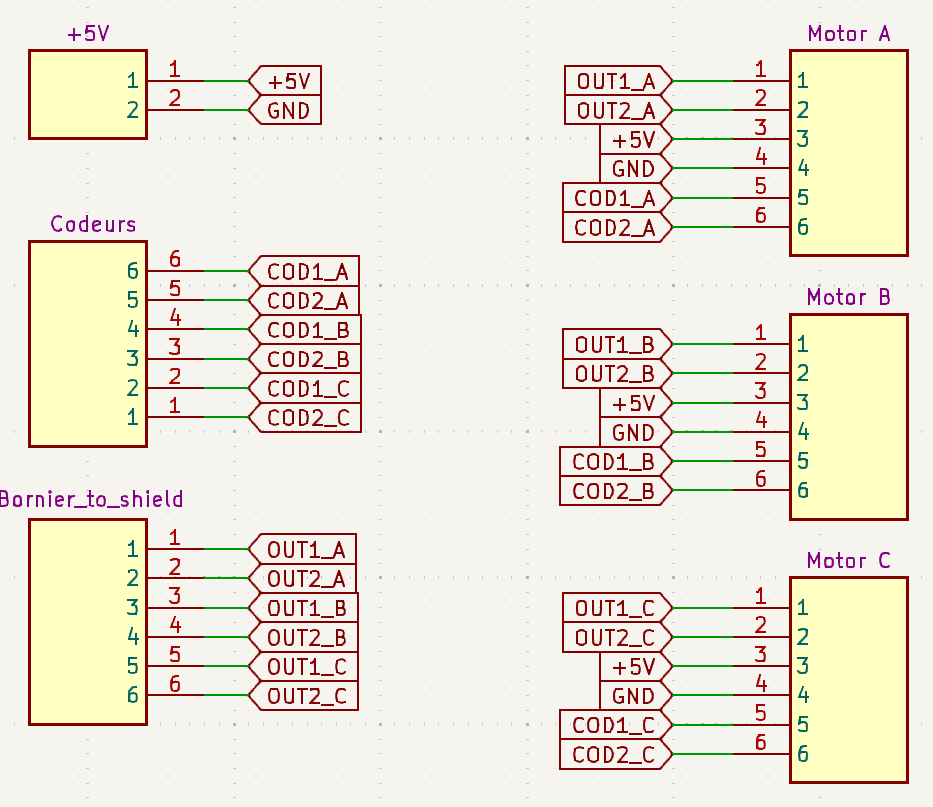 +5V
1 1 +5V
2 2 GND
Codeurs
6 6 COD1_A
5 5 COD2_A
4 4 COD1_B
3 3 COD2_B
2 2 COD1_C
1 1 COD2_C
Bornier_to_shield
1 1 OUT1_A
2 2 OUT2_A
3 3 OUT1_B
4 4 OUT2_B
5 5 OUT1_C
6 6 OUT2_C
Motor A
OUT1_A 1 1
OUT2_A 2 2
+5V 3 3
GND 4 4
COD1_A 5 5
COD2_A 6 6
Motor B
OUT1_B 1 1
OUT2_B 2 2
+5V 3 3
GND 4 4
COD1_B 5 5
COD2_B 6 6
Motor C
OUT1_C 1 1
OUT2_C 2 2
+5V 3 3
GND 4 4
COD1_C 5 5
COD2_C 6 6